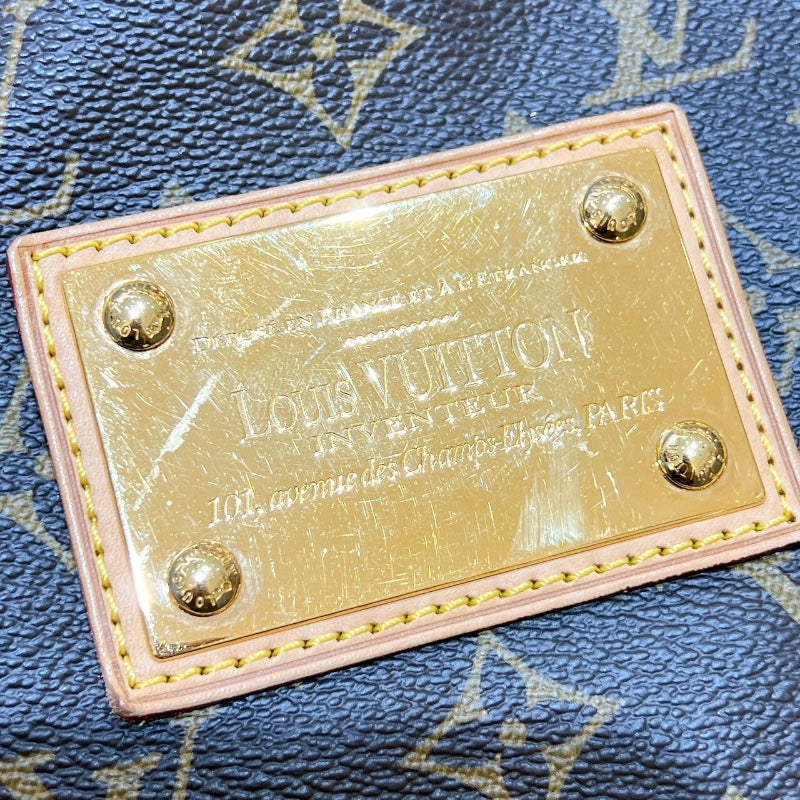 DÉPOSÉ EN FRANCE ET À L'ÉTRANGER
LOUIS VUITTON
INVENTEUR
101, avenue des Champs-Elysées, PARIS